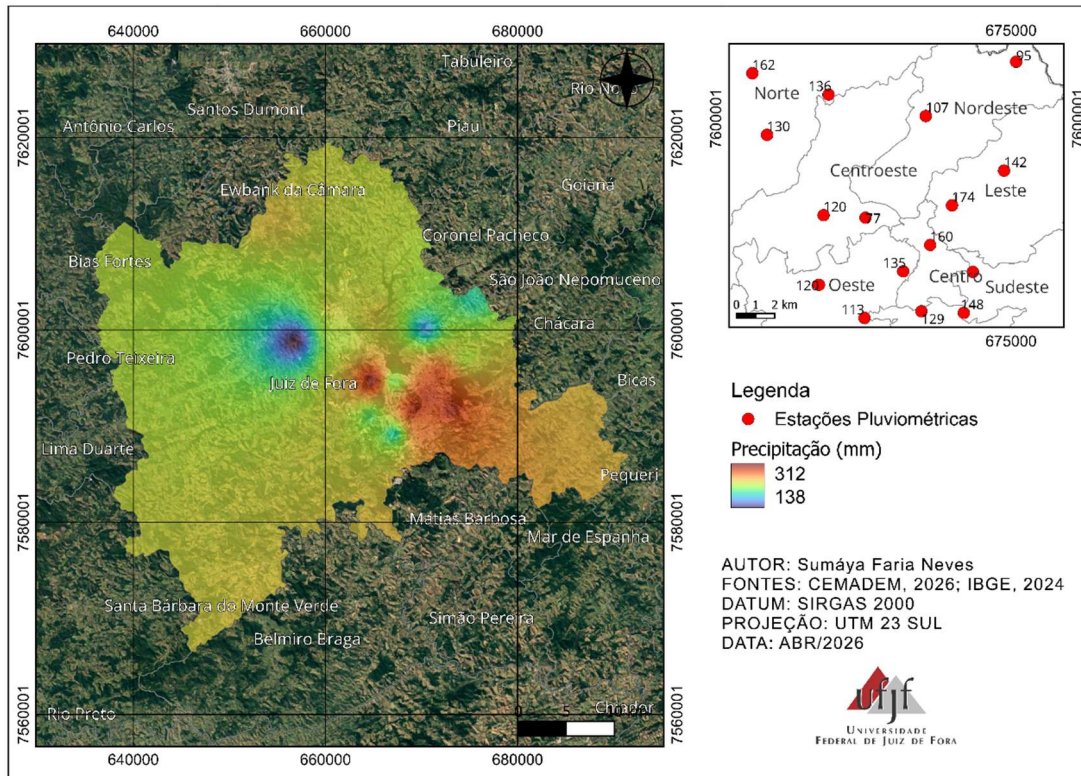 640000 660000 680000
Tabuleiro
Rio Novo
Santos Dumont
Antônio Carlos
Piau
7620001
Ewbank da Câmara
Goianá
Coronel Pacheco
Bias Fortes
São João Nepomuceno
7600001
Chácara
Pedro Teixeira
Juiz de Fora
Bicas
Lima Duarte
Pequeri
7580001
Matias Barbosa
Mar de Espanha
Santa Bárbara do Monte Verde
Simão Pereira
Belmiro Braga
Rio Preto
Chiador
7560001
0 5
640000 660000 680000
7620001
7600001
7580001
7560001
675000
95
162
Norte
136
107
Nordeste
7600001
7600001
130
Centroeste
142
Leste
174
120
77
160
135
Centro
120
Oeste
Sudeste
0 1 2 km
113
129
148
675000
Legenda
Estações Pluviométricas
Precipitação (mm)
312
138
AUTOR: Sumáya Faria Neves
FONTES: CEMADEM, 2026; IBGE, 2024
DATUM: SIRGAS 2000
PROJEÇÃO: UTM 23 SUL
DATA: ABR/2026
ufjf
UNIVERSIDADE
FEDERAL DE JUIZ DE FORA